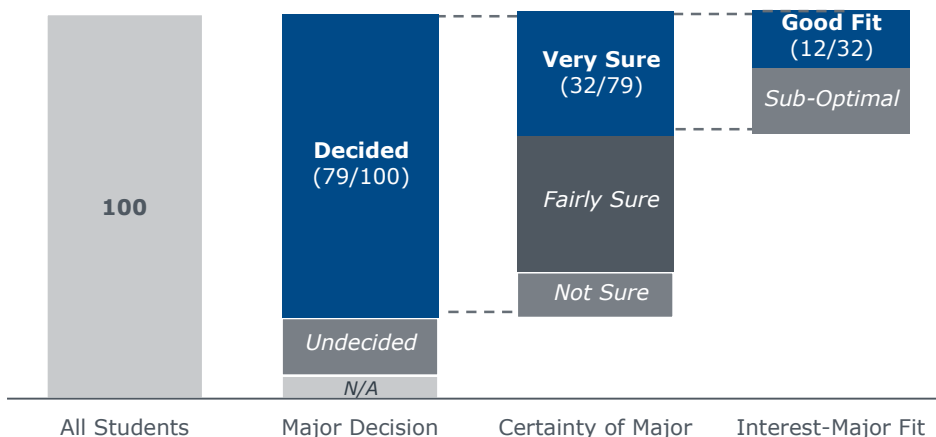 100
Decided
(79/100)
Undecided
N/A
Very Sure
(32/79)
Fairly Sure
Not Sure
Good Fit
(12/32)
Sub-Optimal
All Students
Major Decision
Certainty of Major
Interest-Major Fit